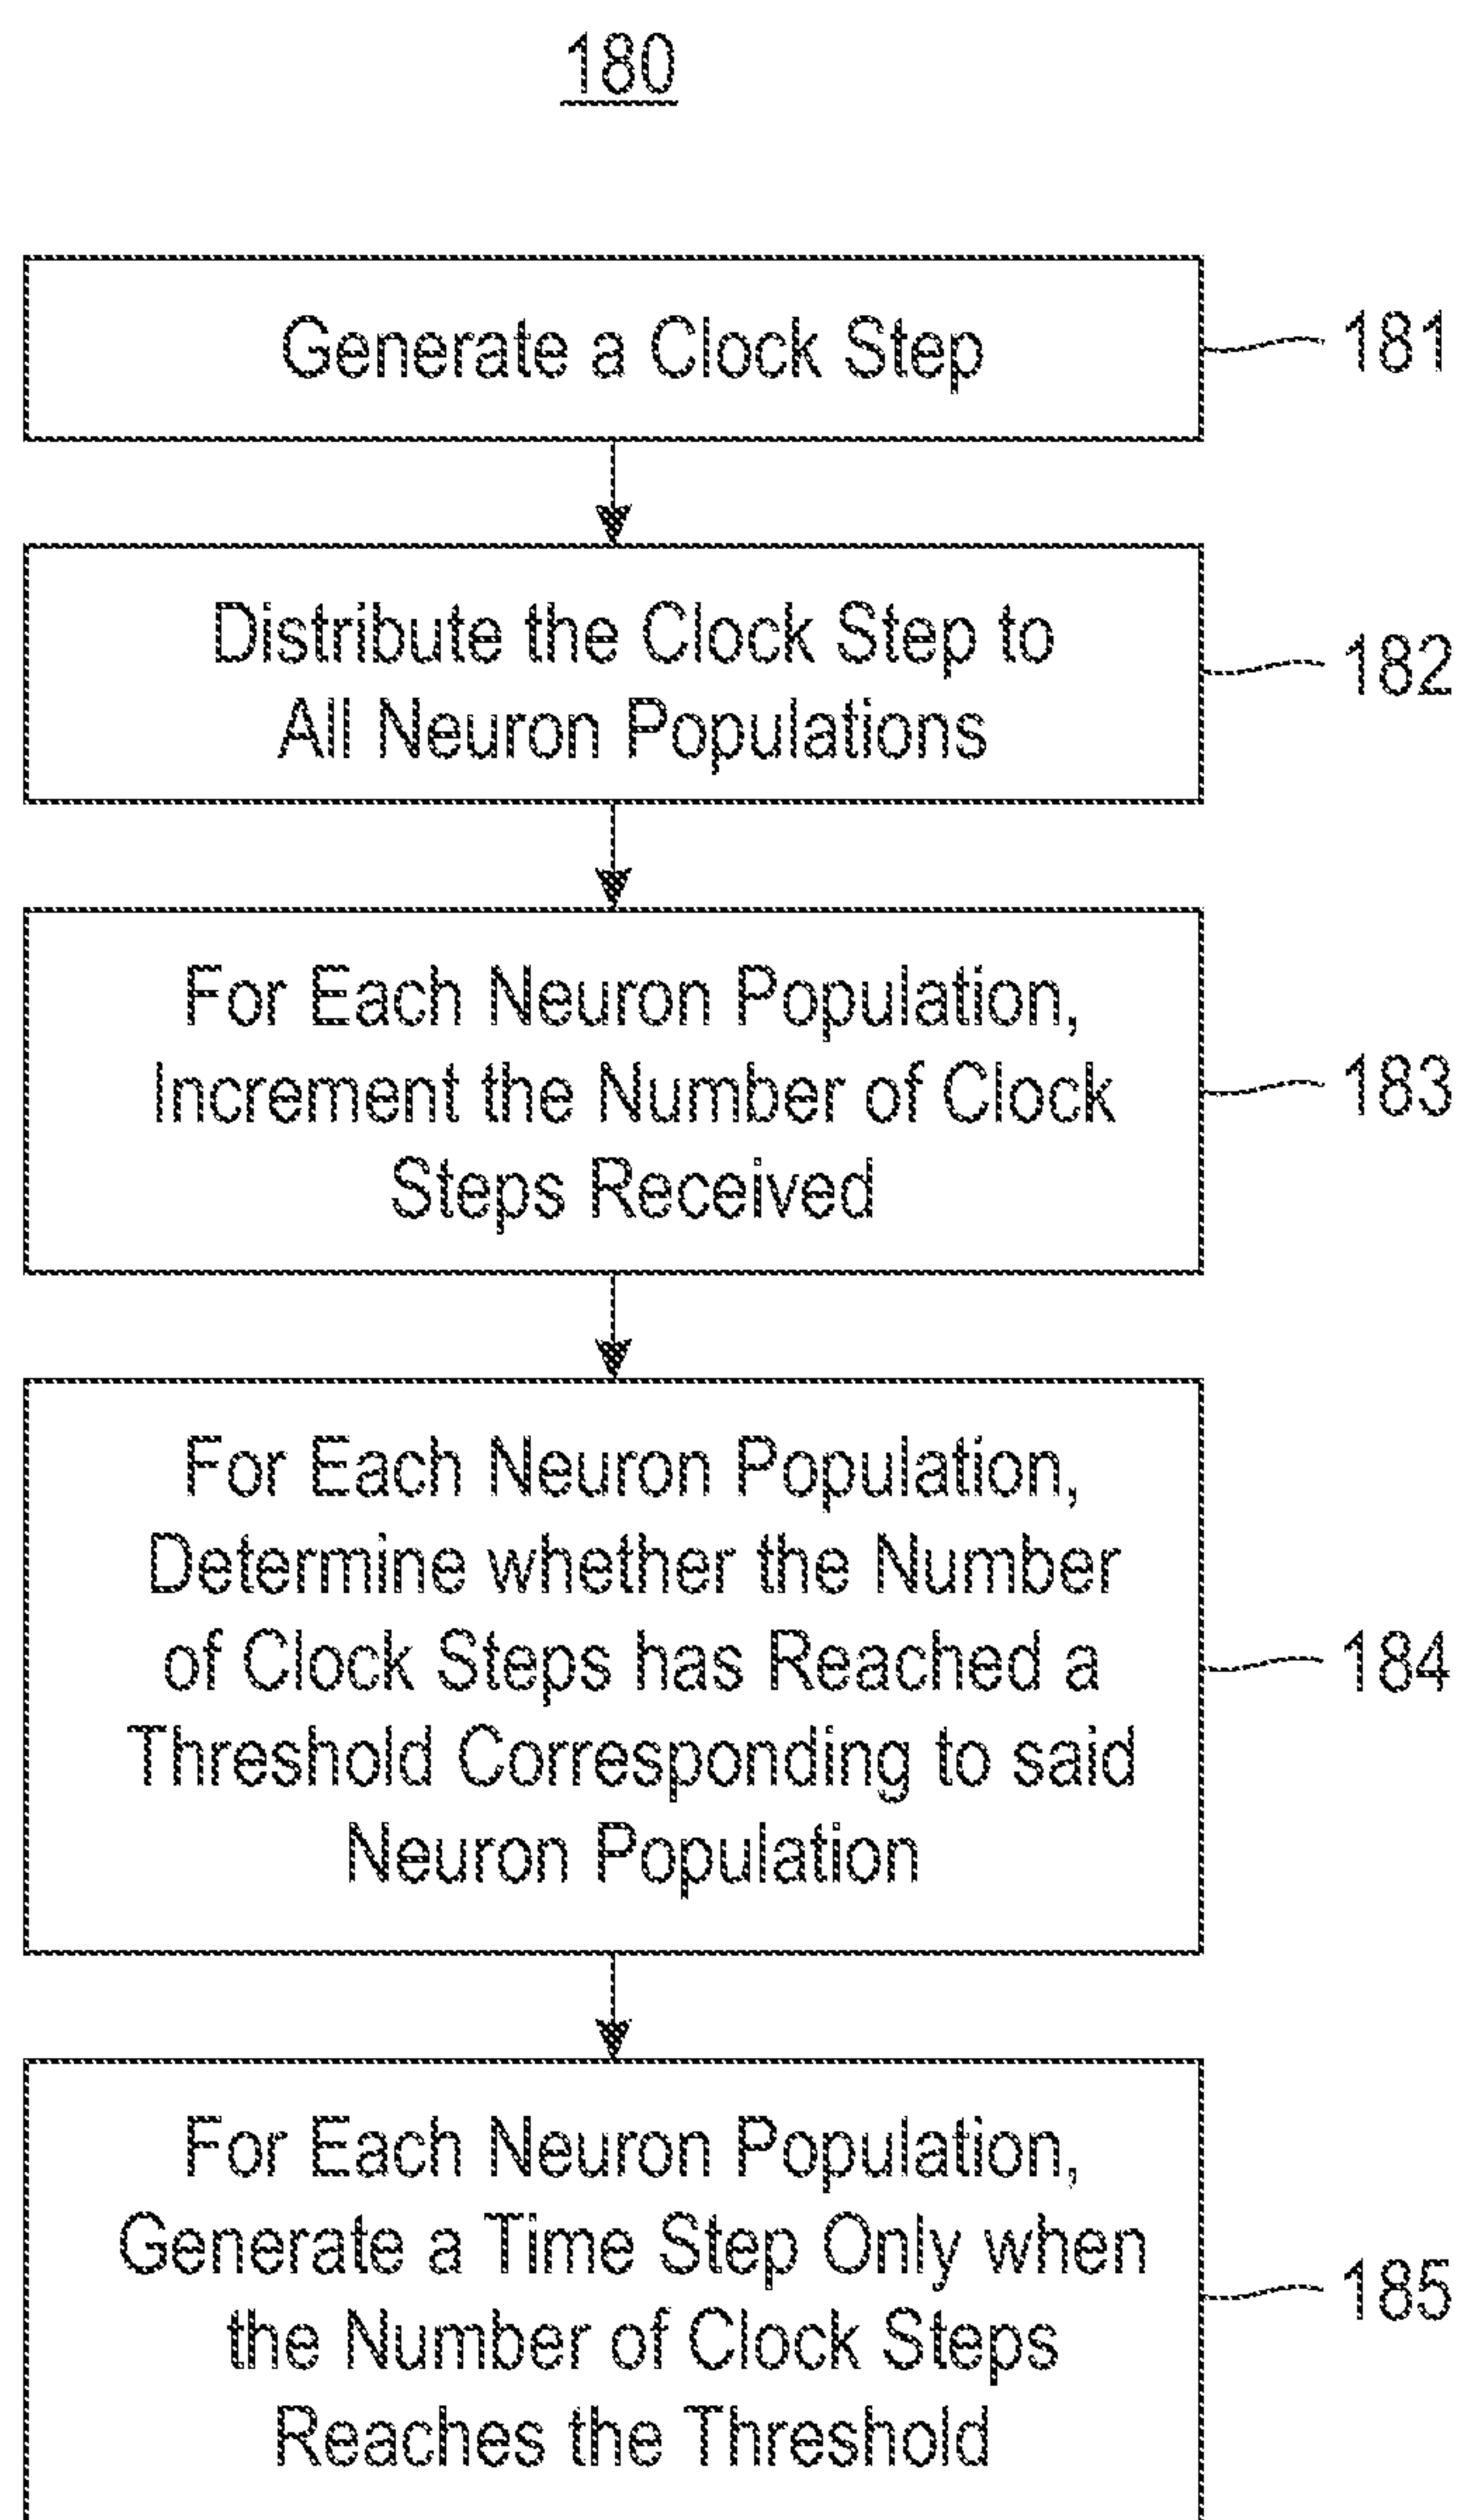 180
Generate a Clock Step
181
Distribute the Clock Step to
All Neuron Populations
182
For Each Neuron Population,
Increment the Number of Clock
Steps Received
183
For Each Neuron Population,
Determine whether the Number
of Clock Steps has Reached a
Threshold Corresponding to said
Neuron Population
184
For Each Neuron Population,
Generate a Time Step Only when
the Number of Clock Steps
Reaches the Threshold
185